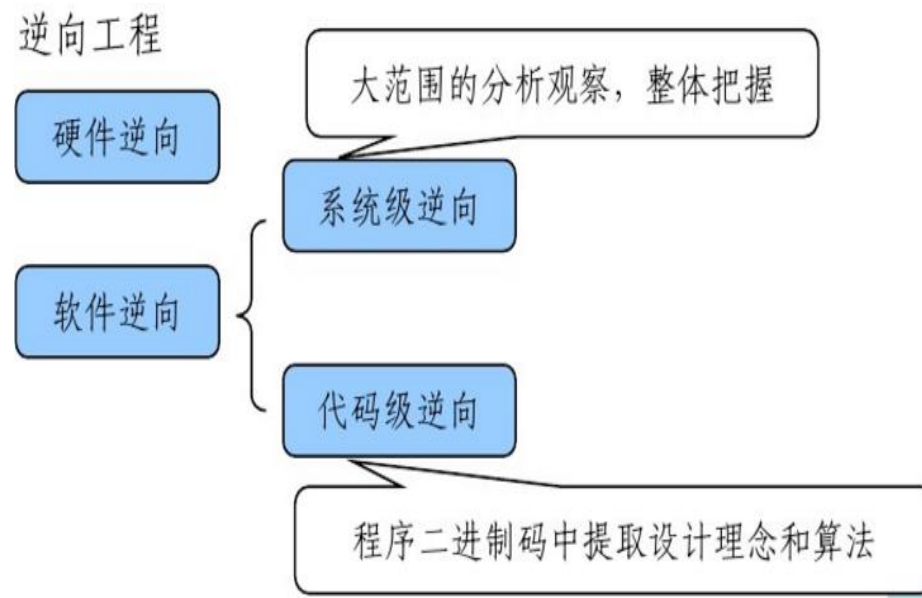 逆向工程
大范围的分析观察，整体把握
硬件逆向
系统级逆向
软件逆向
代码级逆向
程序二进制码中提取设计理念和算法